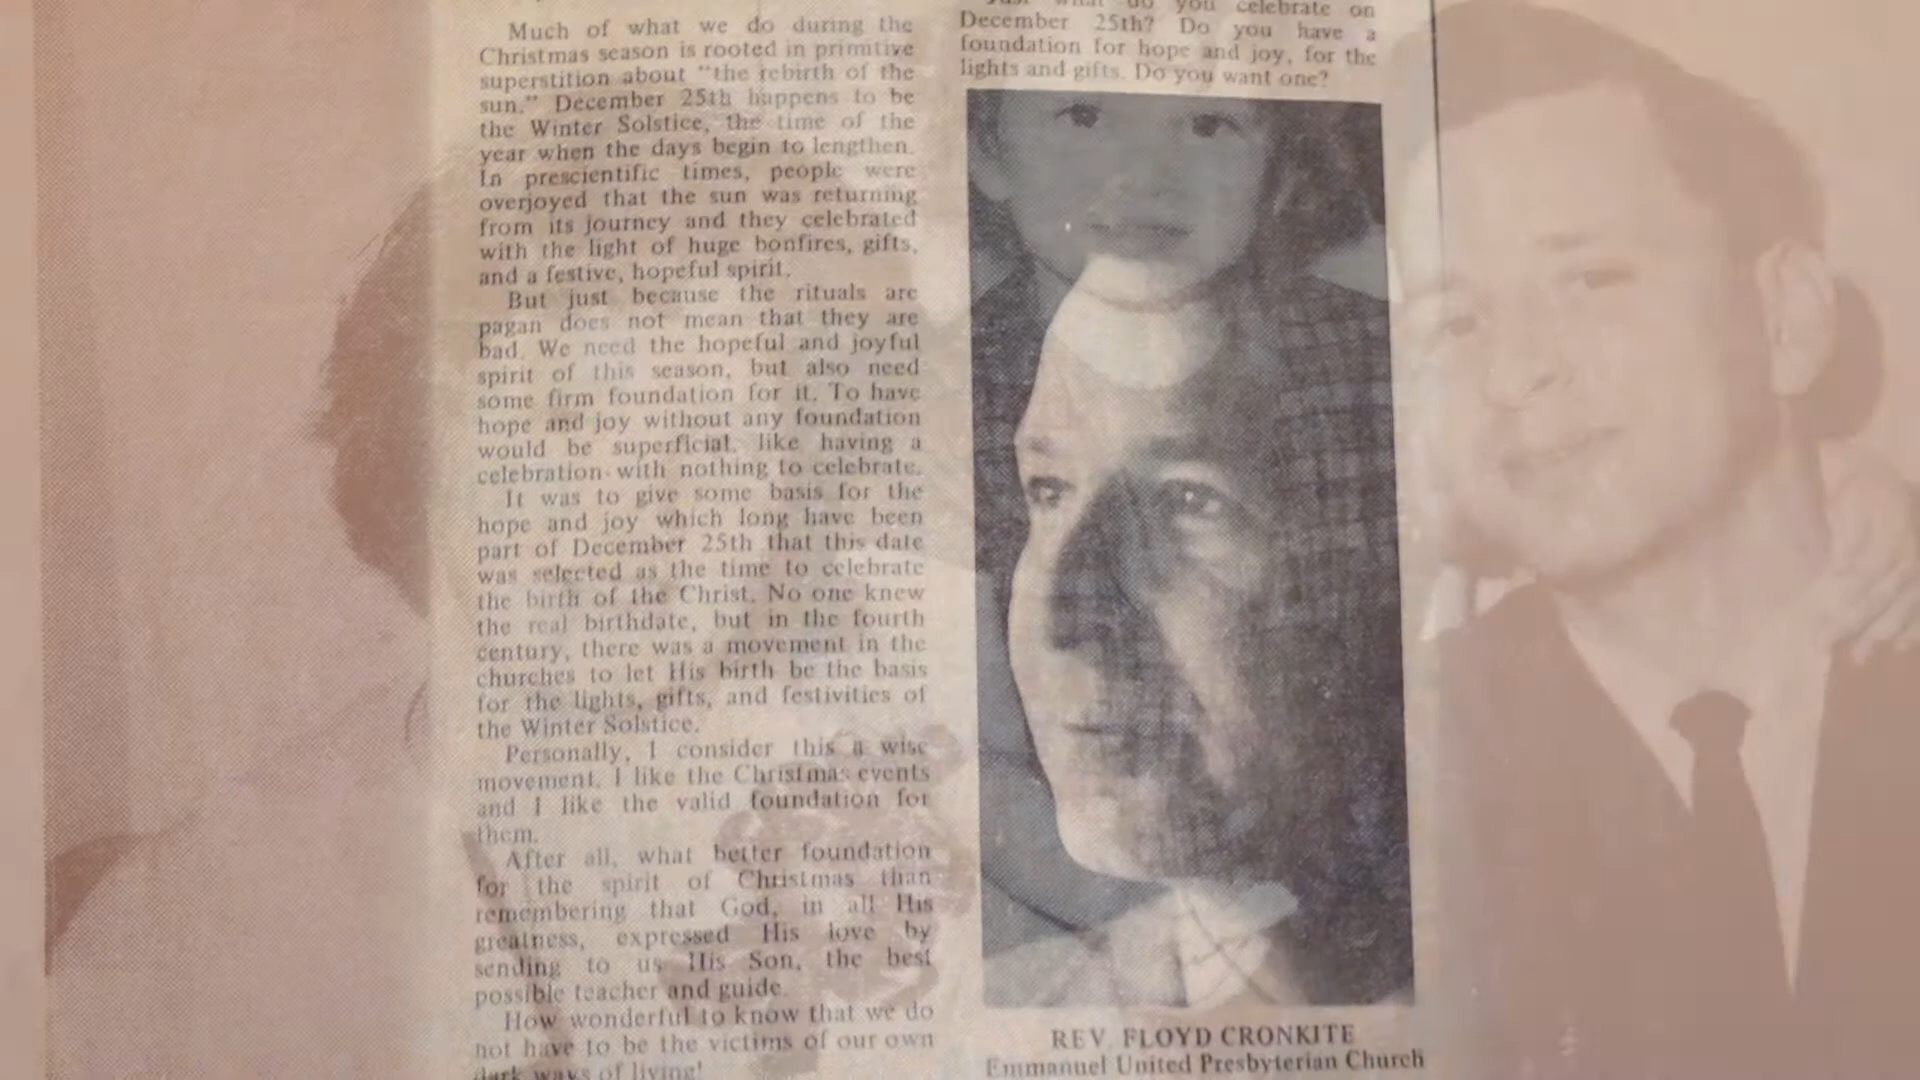 Much of what we do during the
Christmas season is rooted in primitive
superstition about "the rebirth of the
sun." December 25th happens to be
the Winter Solstice, the time of the
year when the days begin to lengthen.
In prescientific times, people were
overjoyed that the sun was returning
from its journey and they celebrated
with the light of huge bonfires, gifts,
and a festive, hopeful spirit.
But just because the rituals are
pagan does not mean that they are
bad. We need the hopeful and joyful
spirit of this season, but also need
some firm foundation for it. To have
hope and joy without any foundation
would be superficial, like having a
celebration with nothing to celebrate.
It was to give some basis for the
hope and joy which long have been
part of December 25th that this date
was selected as the time to celebrate
the birth of the Christ. No one knew
the real birthdate, but in the fourth
century, there was a movement in the
churches to let His birth be the basis
for the lights, gifts, and festivities of
the Winter Solstice.
Personally, I consider this a wise
movement. I like the Christmas events
and I like the valid foundation for
them.
After all, what better foundation
for the spirit of Christmas than
remembering that God, in all His
greatness, expressed His love by
sending to us His Son, the best
possible teacher and guide.
How wonderful to know that we do
not have to be the victims of our own
dark ways of living!
Just what do you celebrate on
December 25th? Do you have a
foundation for hope and joy, for the
lights and gifts. Do you want one?
REV. FLOYD CRONKITE
Emmanuel United Presbyterian Church